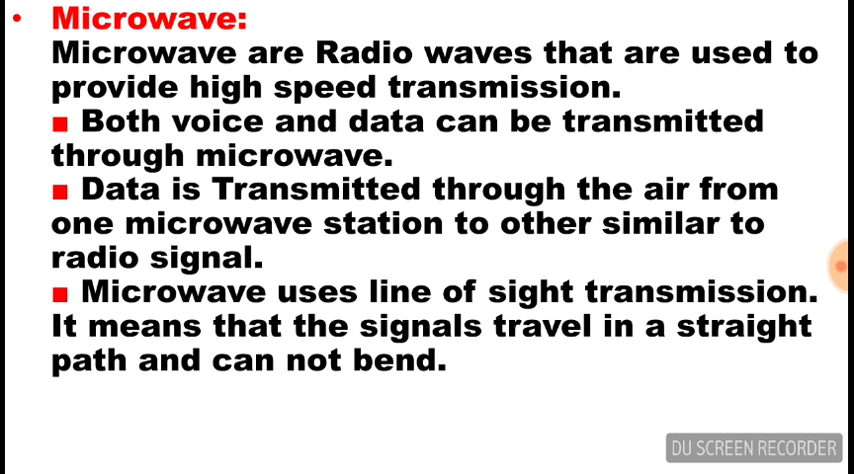 • Microwave:
Microwave are Radio waves that are used to
provide high speed transmission.
■ Both voice and data can be transmitted
through microwave.
■ Data is Transmitted through the air from
one microwave station to other similar to
radio signal.
■ Microwave uses line of sight transmission.
It means that the signals travel in a straight
path and can not bend.
DU SCREEN RECORDER